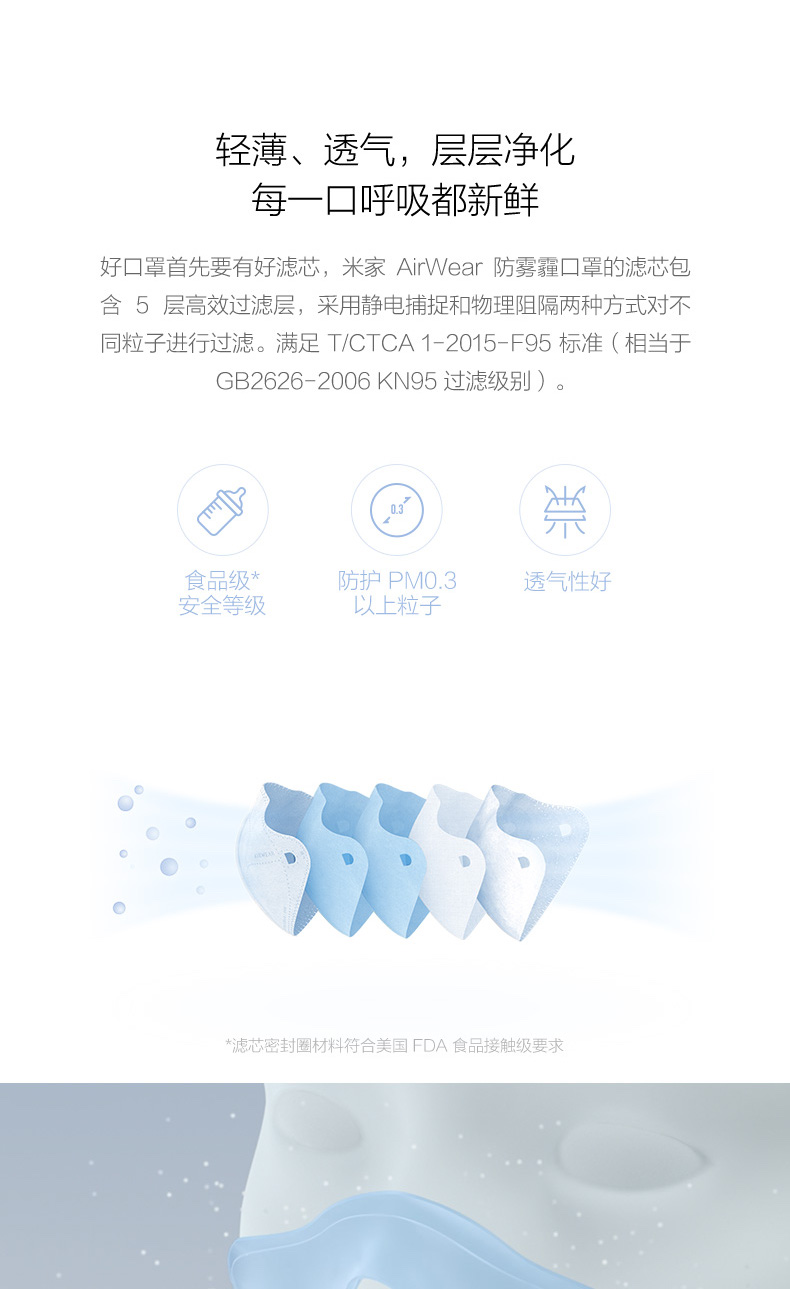 轻薄、透气，层层净化
每一口呼吸都新鲜
好口罩首先要有好滤芯，米家 AirWear 防雾霾口罩的滤芯包
含 5 层高效过滤层，采用静电捕捉和物理阻隔两种方式对不
同粒子进行过滤。满足 T/CTCA 1-2015-F95 标准（相当于
GB2626-2006 KN95 过滤级别）。
0.3
食品级*
安全等级
防护 PM0.3
以上粒子
透气性好
*滤芯密封圈材料符合美国 FDA 食品接触级要求